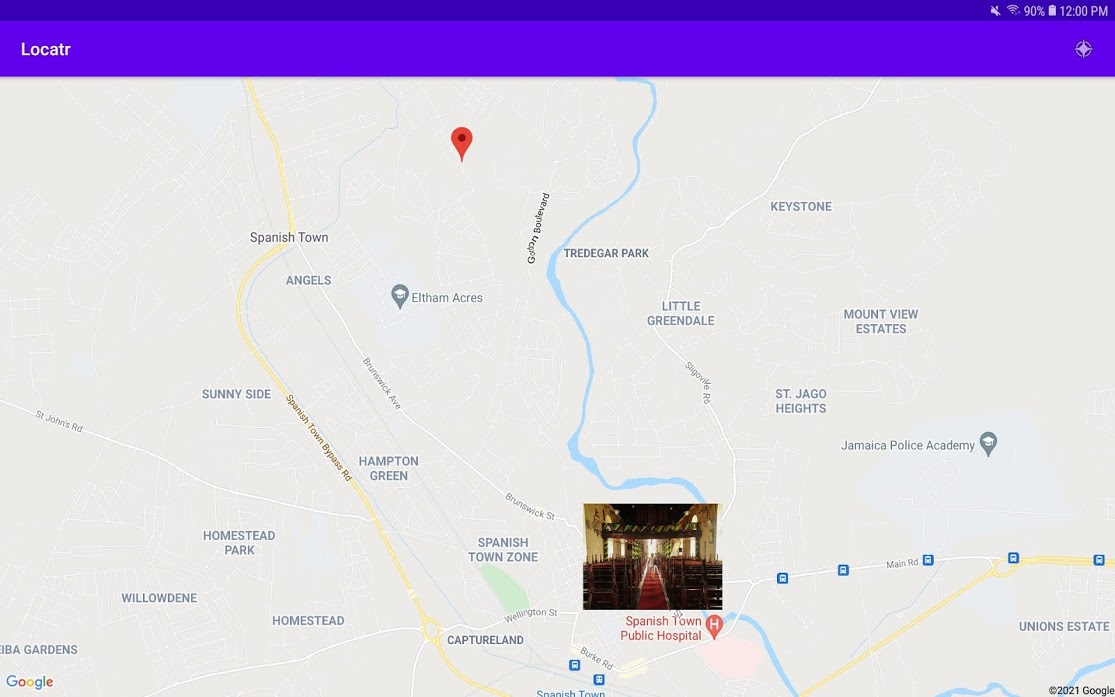 90% 12:00 PM
Locatr
KEYSTONE
Golden Boulevard
Spanish Town
TREDEGAR PARK
ANGELS
Eltham Acres
LITTLE
GREENDALE
MOUNT VIEW
ESTATES
Brunswick Ave
Sligoville Rd
SUNNY SIDE
ST. JAGO
HEIGHTS
St John's Rd
Spanish Town Bypass Rd
Jamaica Police Academy
HAMPTON
GREEN
Brunswick St
HOMESTEAD
PARK
SPANISH
TOWN ZONE
Main Rd
WILLOWDENE
A1
HOMESTEAD
Wellington St
St
Spanish Town
Public Hospital
UNIONS ESTATE
CAPTURELAND
EIBA GARDENS
Burke Rd
Google
Spanish Town
©2021 Google